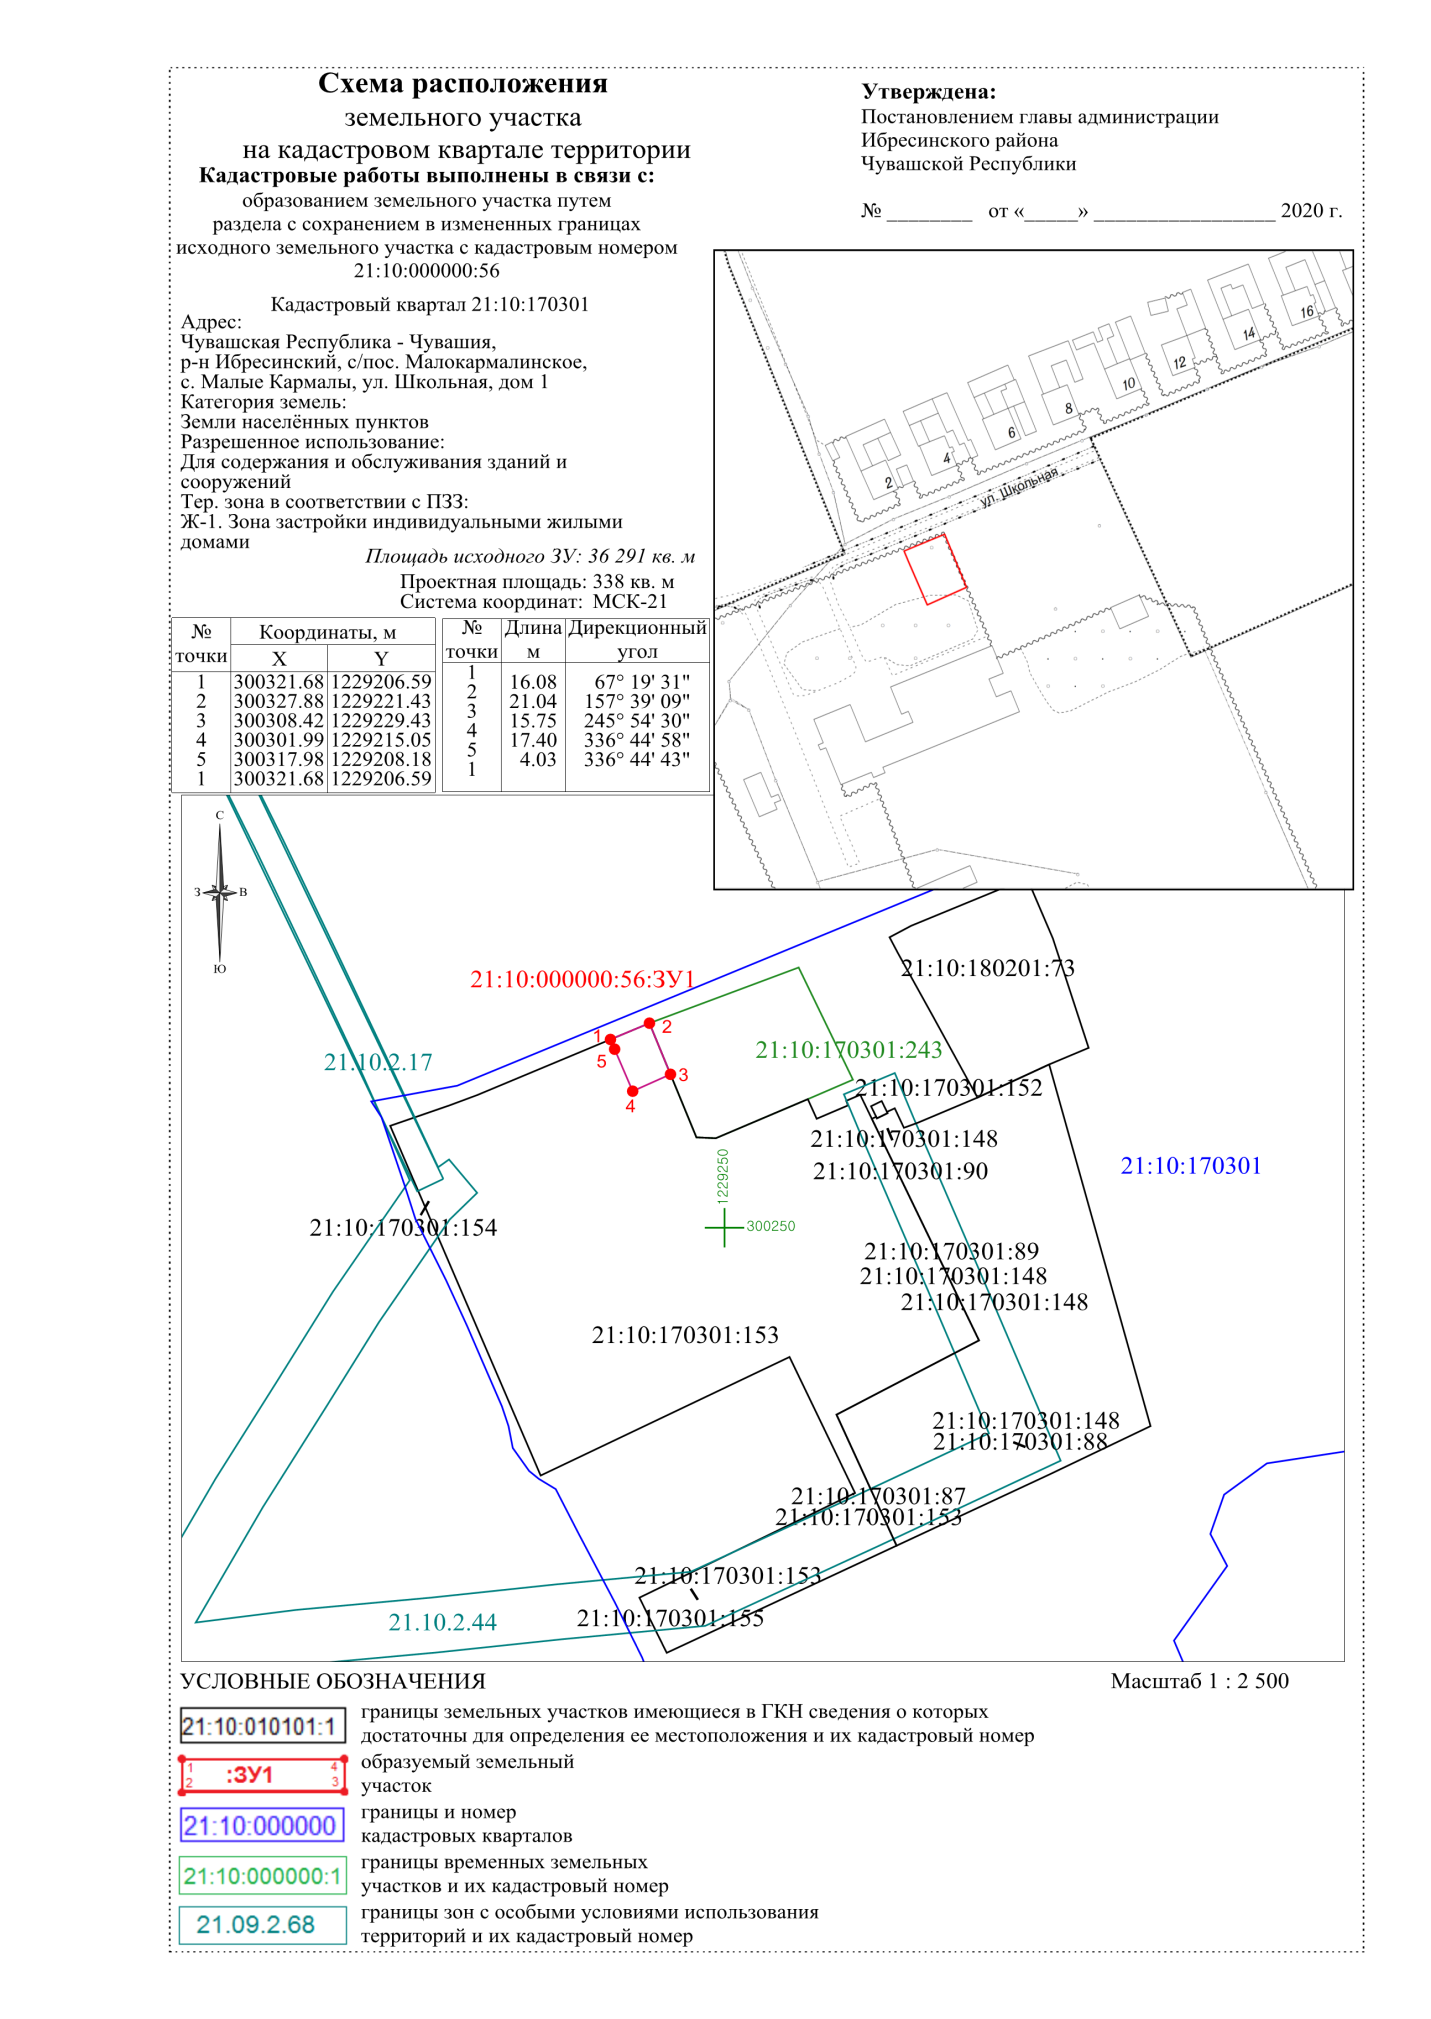 Схема расположения
земельного участка
на кадастровом квартале территории
Кадастровые работы выполнены в связи с:
образованием земельного участка путем
раздела с сохранением в измененных границах
исходного земельного участка с кадастровым номером
21:10:000000:56
Кадастровый квартал 21:10:170301
Адрес:
Чувашская Республика - Чувашия,
р-н Ибресинский, с/пос. Малокармалинское,
с. Малые Кармалы, ул. Школьная, дом 1
Категория земель:
Земли населённых пунктов
Разрешенное использование:
Для содержания и обслуживания зданий и
сооружений
Тер. зона в соответствии с ПЗЗ:
Ж-1. Зона застройки индивидуальными жилыми
домами
Площадь исходного ЗУ: 36 291 кв. м
Проектная площадь: 338 кв. м
Система координат: МСК-21
Утверждена:
Постановлением главы администрации
Ибресинского района
Чувашской Республики
№ ________ от «_____» _________________ 2020 г.
№ точки Координаты, м
X Y
1 300321.68 1229206.59
2 300327.88 1229221.43
3 300308.42 1229229.43
4 300301.99 1229215.05
5 300317.98 1229208.18
1 300321.68 1229206.59
№ Длина Дирекционный
точки м угол
1
16.08 67° 19' 31"
2
21.04 157° 39' 09"
3
15.75 245° 54' 30"
4
17.40 336° 44' 58"
5
4.03 336° 44' 43"
1
2
4
6
8
10
12
14
16
ул. Школьная
С
З В
Ю
21:10:180201:73
21:10:000000:56:ЗУ1
1
2
3
4
5
21.10.2.17
21:10:170301:243
21:10:170301:152
21:10:170301:148
21:10:170301:90
21:10:170301
1229250
300250
21:10:170301:154
21:10:170301:89
21:10:170301:148
21:10:170301:148
21:10:170301:153
21:10:170301:148
21:10:170301:88
21:10:170301:87
21:10:170301:153
21:10:170301:153
21:10:170301:155
21.10.2.44
УСЛОВНЫЕ ОБОЗНАЧЕНИЯ
Масштаб 1 : 2 500
21:10:010101:1
границы земельных участков имеющиеся в ГКН сведения о которых
достаточны для определения ее местоположения и их кадастровый номер
1 :ЗУ1 4
2 3
образуемый земельный
участок
21:10:000000
границы и номер
кадастровых кварталов
21:10:000000:1
границы временных земельных
участков и их кадастровый номер
21.09.2.68
границы зон с особыми условиями использования
территорий и их кадастровый номер